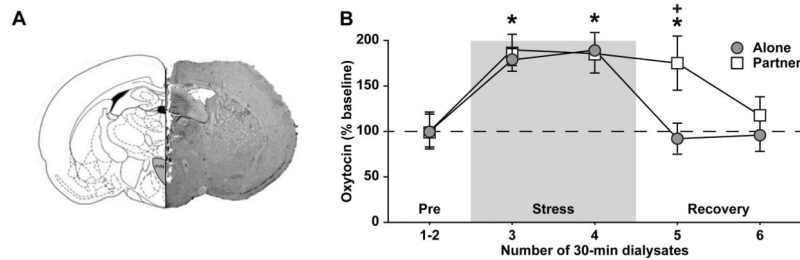 A
B
Oxytocin (% baseline)
200
150
100
50
0
+
*
*
*
Alone
Partner
Pre
Stress
Recovery
1-2
3
4
5
6
Number of 30-min dialysates